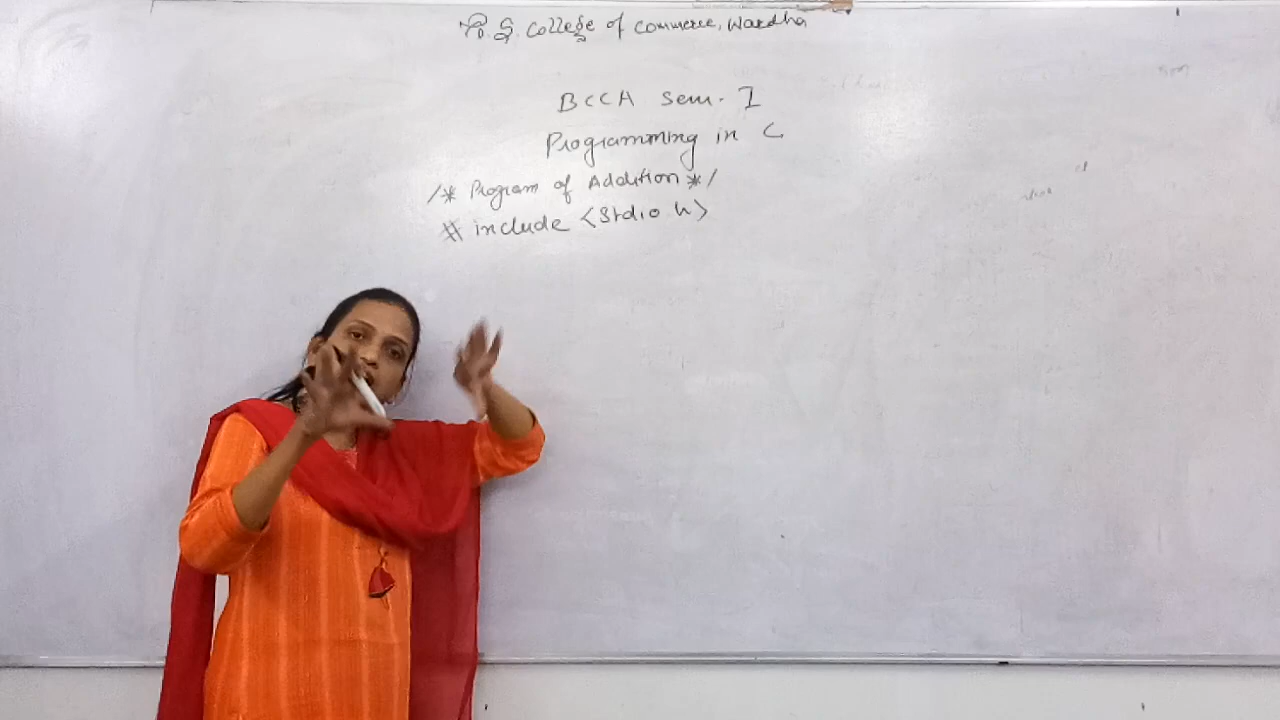 G. S. College of Commerce, Wardha
BCCA Sem. I
Programming in C
/* Program of Addition */
# include <Stdio h>